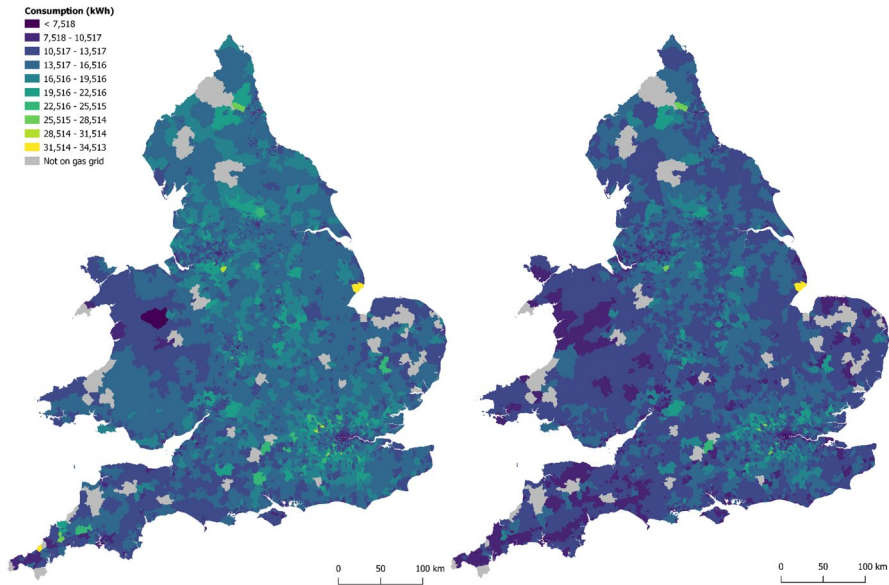 Consumption (kWh)
< 7,518
7,518 - 10,517
10,517 - 13,517
13,517 - 16,516
16,516 - 19,516
19,516 - 22,516
22,516 - 25,515
25,515 - 28,514
28,514 - 31,514
31,514 - 34,513
Not on gas grid
0 50 100 km
0 50 100 km